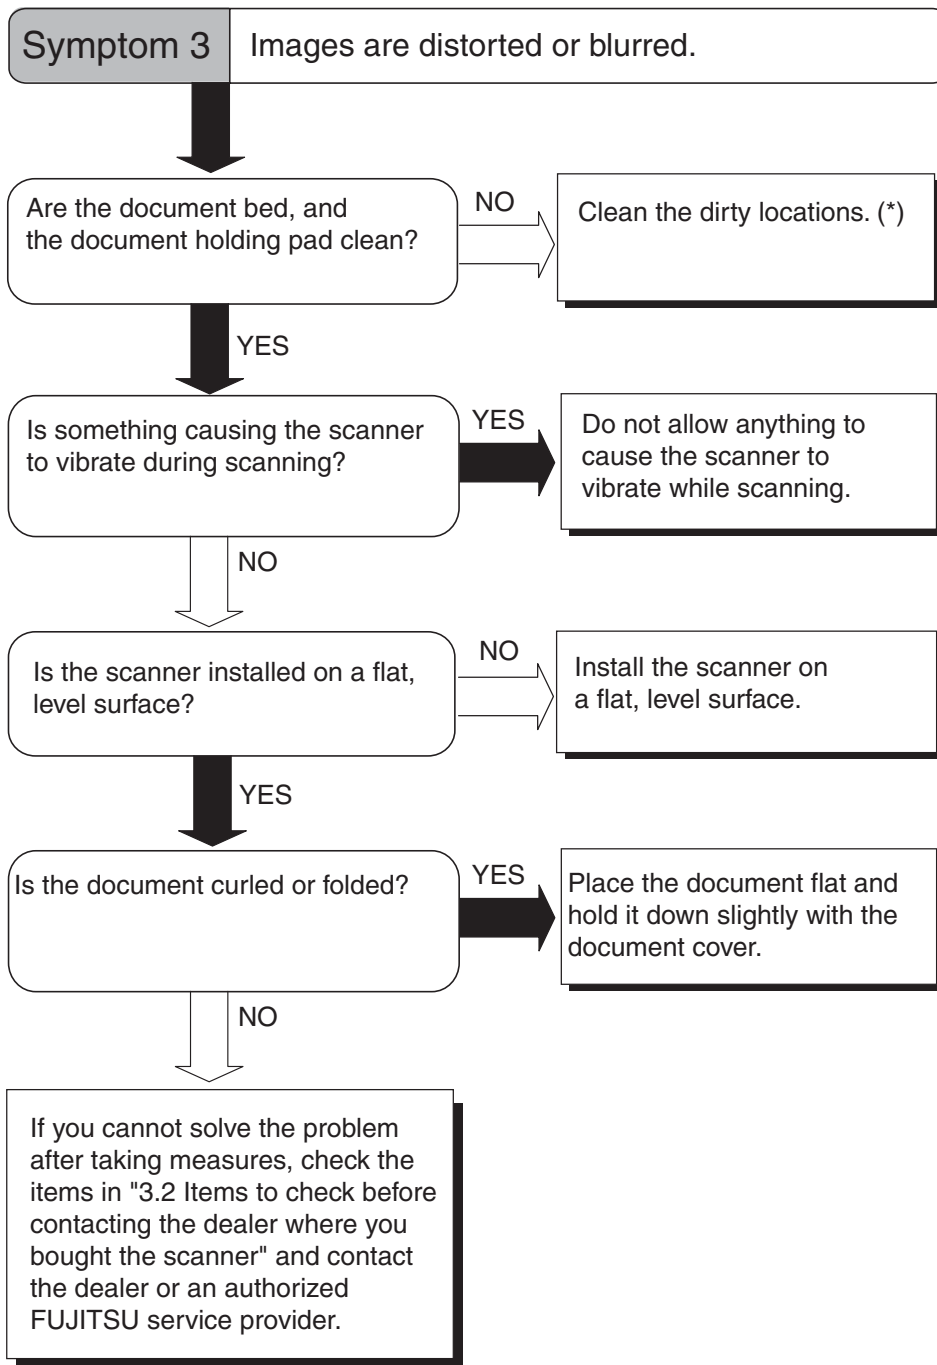 Symptom 3
Images are distorted or blurred.
Are the document bed, and
the document holding pad clean?
NO
Clean the dirty locations. (*)
YES
Is something causing the scanner
to vibrate during scanning?
YES
Do not allow anything to
cause the scanner to
vibrate while scanning.
NO
Is the scanner installed on a flat,
level surface?
NO
Install the scanner on
a flat, level surface.
YES
Is the document curled or folded?
YES
Place the document flat and
hold it down slightly with the
document cover.
NO
If you cannot solve the problem
after taking measures, check the
items in "3.2 Items to check before
contacting the dealer where you
bought the scanner" and contact
the dealer or an authorized
FUJITSU service provider.